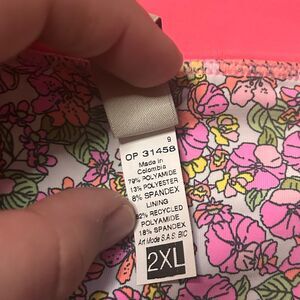 9
OP 31458
Made in
Colombia
79% POLYAMIDE
13% POLYESTER
8% SPANDEX
LINING
82% RECYCLED
POLYAMIDE
18% SPANDEX
Art Mode S.A.S. BIC
2XL